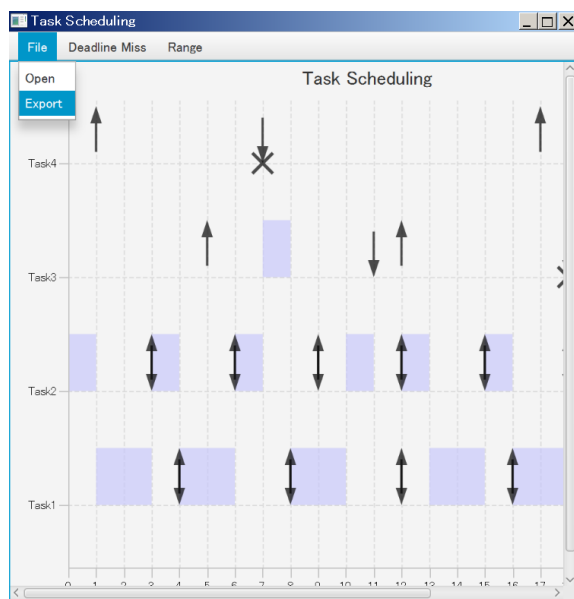 Task Scheduling
File Deadline Miss Range
Open
Export
Task Scheduling
Task4
Task3
Task2
Task1
0 1 2 3 4 5 6 7 8 9 10 11 12 13 14 15 16 17